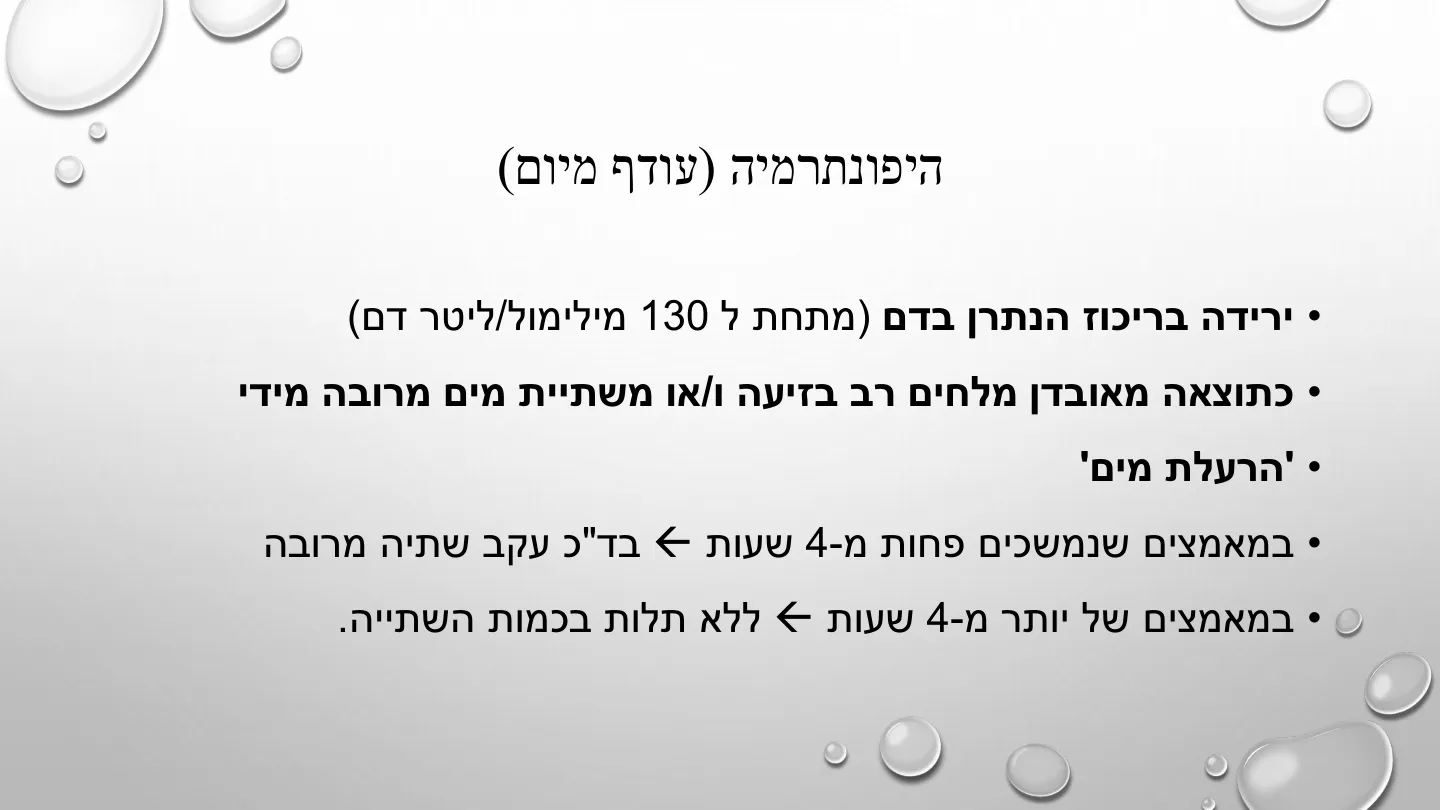 היפונתרמיה (עודף מיום)
• ירידה בריכוז הנתרן בדם (מתחת ל 130 מילימול/ליטר דם)
• כתוצאה מאובדן מלחים רב בזיעה ו/או משתיית מים מרובה מידי
• 'הרעלת מים'
• במאמצים שנמשכים פחות מ-4 שעות ← בד"כ עקב שתיה מרובה
• במאמצים של יותר מ-4 שעות ← ללא תלות בכמות השתייה.